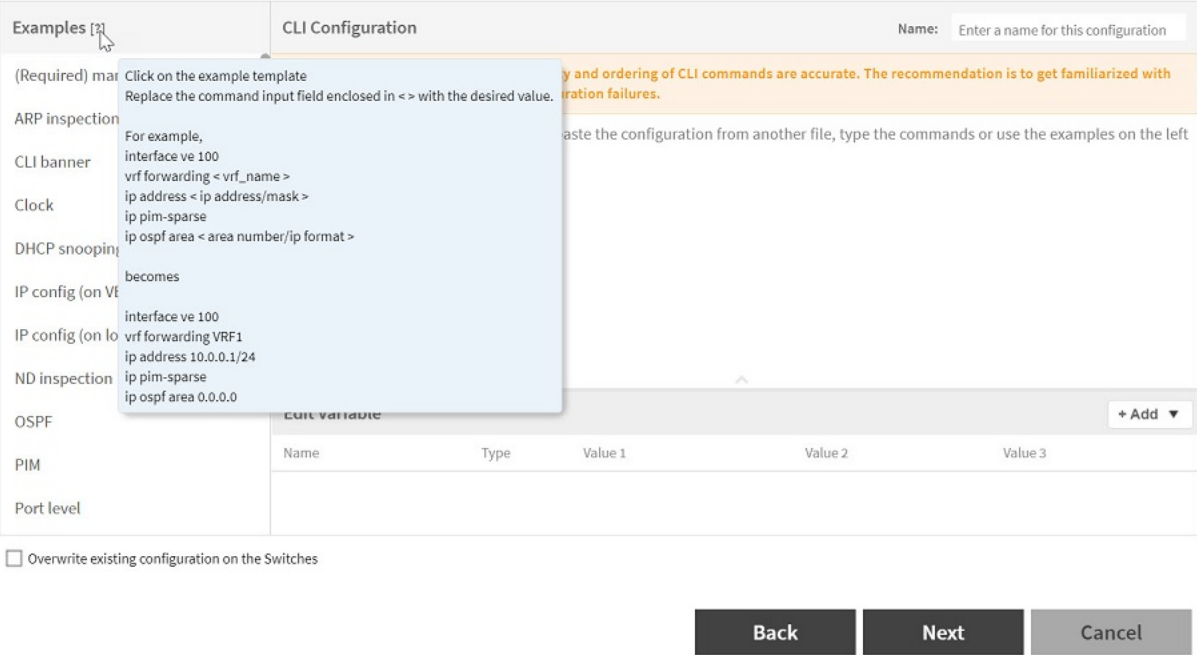 Examples [?]
CLI Configuration
Name:
Enter a name for this configuration
(Required) mar
ARP inspection
CLI banner
Clock
DHCP snooping
IP config (on VE
IP config (on lo
ND inspection
OSPF
PIM
Port level
Click on the example template
Replace the command input field enclosed in <> with the desired value.
For example,
interface ve 100
vrf forwarding < vrf_name >
ip address < ip address/mask >
ip pim-sparse
ip ospf area < area number/ip format >
becomes
interface ve 100
vrf forwarding VRF1
ip address 10.0.0.1/24
ip pim-sparse
ip ospf area 0.0.0.0
y and ordering of CLI commands are accurate. The recommendation is to get familiarized with
ration failures.
aste the configuration from another file, type the commands or use the examples on the left
Edit Variable
+ Add
Name Type Value 1 Value 2 Value 3
Overwrite existing configuration on the Switches
Back
Next
Cancel